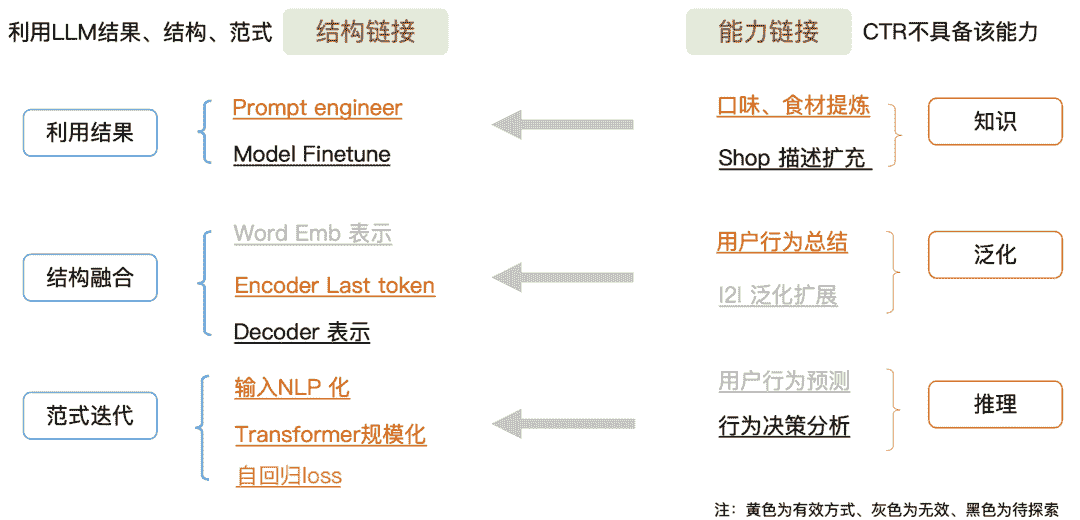 利用LLM结果、结构、范式 结构链接 能力链接 CTR不具备该能力
利用结果
Prompt engineer
Model Finetune
口味、食材提炼
Shop 描述扩充
知识
结构融合
Word Emb 表示
Encoder Last token
Decoder 表示
用户行为总结
I2I 泛化扩展
泛化
范式迭代
输入NLP 化
Transformer规模化
自回归loss
用户行为预测
行为决策分析
推理
注：黄色为有效方式、灰色为无效、黑色为待探索